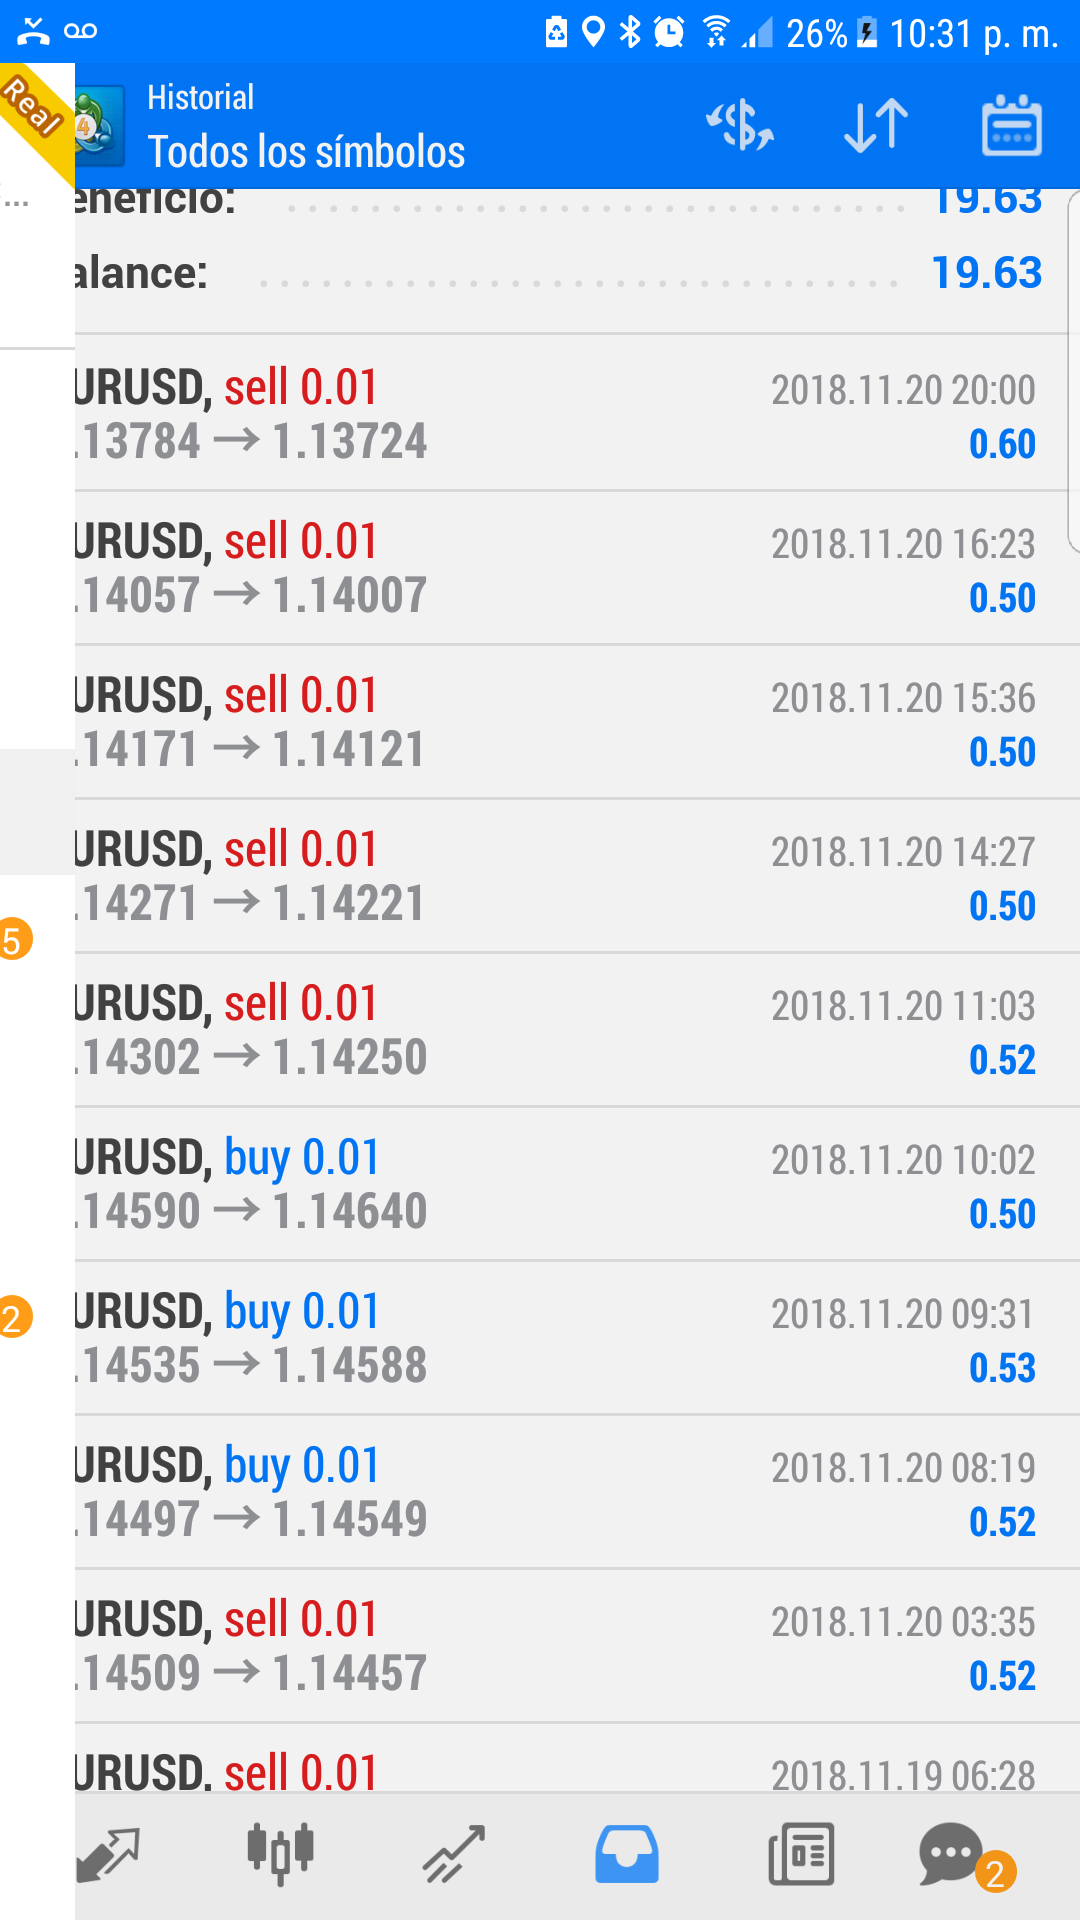 26% 10:31 p. m.
Real
Historial
Todos los símbolos
...
eneficio: 19.63
alance: 19.63
URUSD, sell 0.01 2018.11.20 20:00
.13784 → 1.13724 0.60
URUSD, sell 0.01 2018.11.20 16:23
.14057 → 1.14007 0.50
URUSD, sell 0.01 2018.11.20 15:36
.14171 → 1.14121 0.50
URUSD, sell 0.01 2018.11.20 14:27
.14271 → 1.14221 0.50
5
URUSD, sell 0.01 2018.11.20 11:03
.14302 → 1.14250 0.52
URUSD, buy 0.01 2018.11.20 10:02
.14590 → 1.14640 0.50
2
URUSD, buy 0.01 2018.11.20 09:31
.14535 → 1.14588 0.53
URUSD, buy 0.01 2018.11.20 08:19
.14497 → 1.14549 0.52
URUSD, sell 0.01 2018.11.20 03:35
.14509 → 1.14457 0.52
URUSD, sell 0.01 2018.11.19 06:28
2